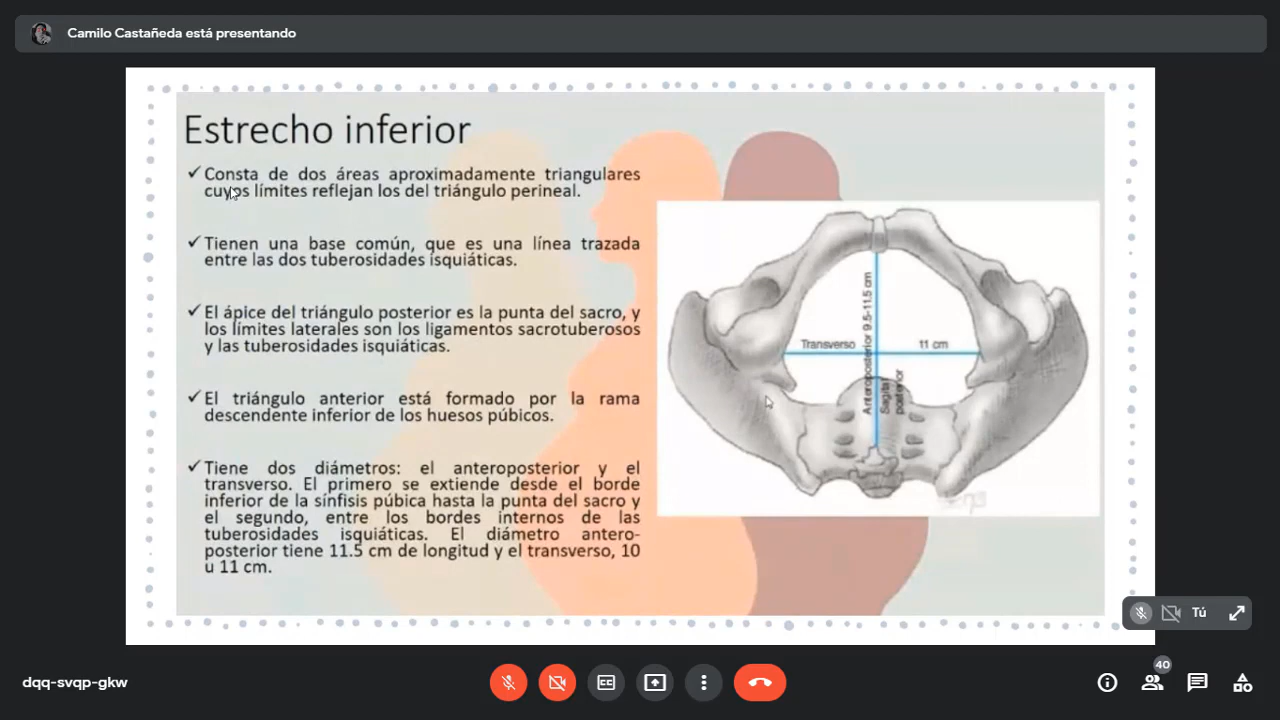 Camilo Castañeda está presentando
Estrecho inferior
✓Consta de dos áreas aproximadamente triangulares
cuyos límites reflejan los del triángulo perineal.
✓Tienen una base común, que es una línea trazada
entre las dos tuberosidades isquiáticas.
✓El ápice del triángulo posterior es la punta del sacro, y
los límites laterales son los ligamentos sacrotuberosos
y las tuberosidades isquiáticas.
✓El triángulo anterior está formado por la rama
descendente inferior de los huesos púbicos.
✓Tiene dos diámetros: el anteroposterior y el
transverso. El primero se extiende desde el borde
inferior de la sínfisis púbica hasta la punta del sacro y
el segundo, entre los bordes internos de las
tuberosidades isquiáticas. El diámetro antero-
posterior tiene 11.5 cm de longitud y el transverso, 10
u 11 cm.
Transverso
11 cm
Anteroposterior 9.5-11.5 cm
Sagital
posterior
Tú
dqq-svqp-gkw
CC
40